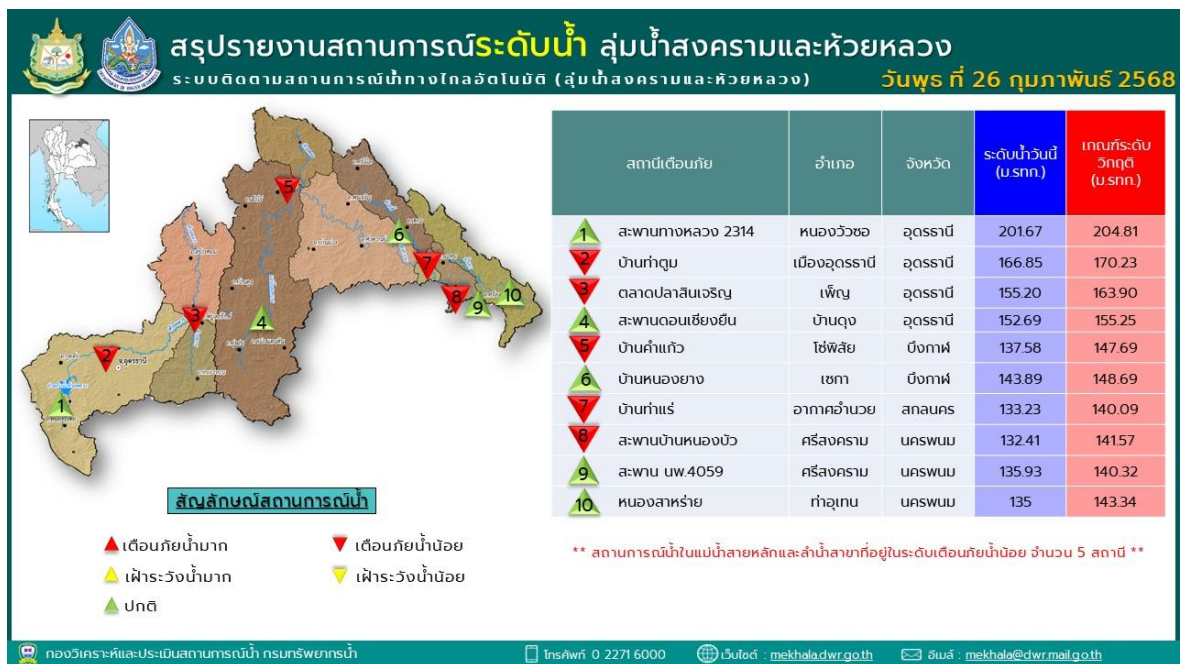 สรุปรายงานสถานการณ์ระดับน้ำ ลุ่มน้ำสงครามและห้วยหลวง
ระบบติดตามสถานการณ์น้ำทางไกลอัตโนมัติ (ลุ่มน้ำสงครามและห้วยหลวง) วันพุธ ที่ 26 กุมภาพันธ์ 2568
สถานีเตือนภัย อำเภอ จังหวัด ระดับน้ำวันนี้ (ม.รทก.) เกณฑ์ระดับวิกฤติ (ม.รทก.)
1 สะพานทางหลวง 2314 หนองวัวซอ อุดรธานี 201.67 204.81
2 บ้านท่าตูม เมืองอุดรธานี อุดรธานี 166.85 170.23
3 ตลาดปลาสินเจริญ เพ็ญ อุดรธานี 155.20 163.90
4 สะพานดอนเชียงยืน บ้านดุง อุดรธานี 152.69 155.25
5 บ้านคำแก้ว โซ่พิสัย บึงกาฬ 137.58 147.69
6 บ้านหนองยาง เซกา บึงกาฬ 143.89 148.69
7 บ้านท่าแร่ อากาศอำนวย สกลนคร 133.23 140.09
8 สะพานบ้านหนองบัว ศรีสงคราม นครพนม 132.41 141.57
9 สะพาน นพ.4059 ศรีสงคราม นครพนม 135.93 140.32
10 หนองสาหร่าย ท่าอุเทน นครพนม 135 143.34
** สถานการณ์น้ำในแม่น้ำสายหลักและลำน้ำสาขาที่อยู่ในระดับเตือนภัยน้ำน้อย จำนวน 5 สถานี **
5
6
7
8
9
10
3
4
2
จ.อุดรธานี
1
สัญลักษณ์สถานการณ์น้ำ
เตือนภัยน้ำมาก เตือนภัยน้ำน้อย
เฝ้าระวังน้ำมาก เฝ้าระวังน้ำน้อย
ปกติ
กองวิเคราะห์และประเมินสถานการณ์น้ำ กรมทรัพยากรน้ำ โทรศัพท์ 0 2271 6000 เว็บไซต์ : mekhala.dwr.go.th อีเมล์ : mekhala@dwr.mail.go.th